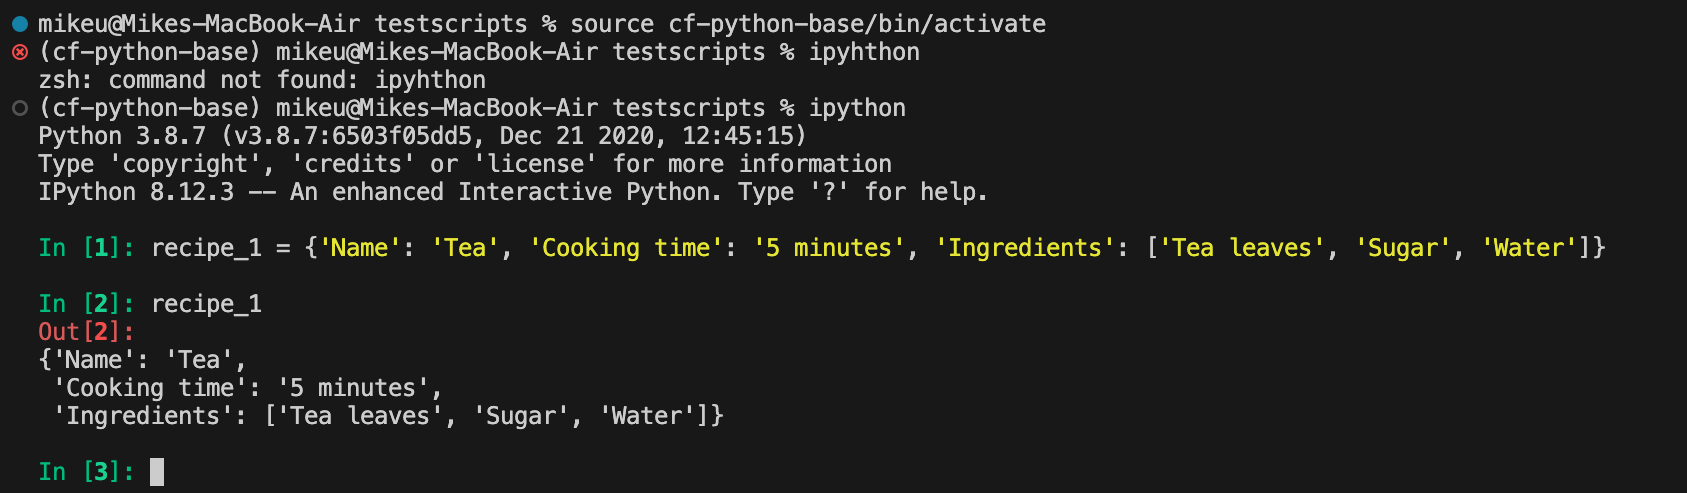 mikeu@Mikes-MacBook-Air testscripts % source cf-python-base/bin/activate
(cf-python-base) mikeu@Mikes-MacBook-Air testscripts % ipyhthon
zsh: command not found: ipyhthon
(cf-python-base) mikeu@Mikes-MacBook-Air testscripts % ipython
Python 3.8.7 (v3.8.7:6503f05dd5, Dec 21 2020, 12:45:15)
Type 'copyright', 'credits' or 'license' for more information
IPython 8.12.3 -- An enhanced Interactive Python. Type '?' for help.
In [1]: recipe_1 = {'Name': 'Tea', 'Cooking time': '5 minutes', 'Ingredients': ['Tea leaves', 'Sugar', 'Water']}
In [2]: recipe_1
Out[2]:
{'Name': 'Tea',
 'Cooking time': '5 minutes',
 'Ingredients': ['Tea leaves', 'Sugar', 'Water']}
In [3]: